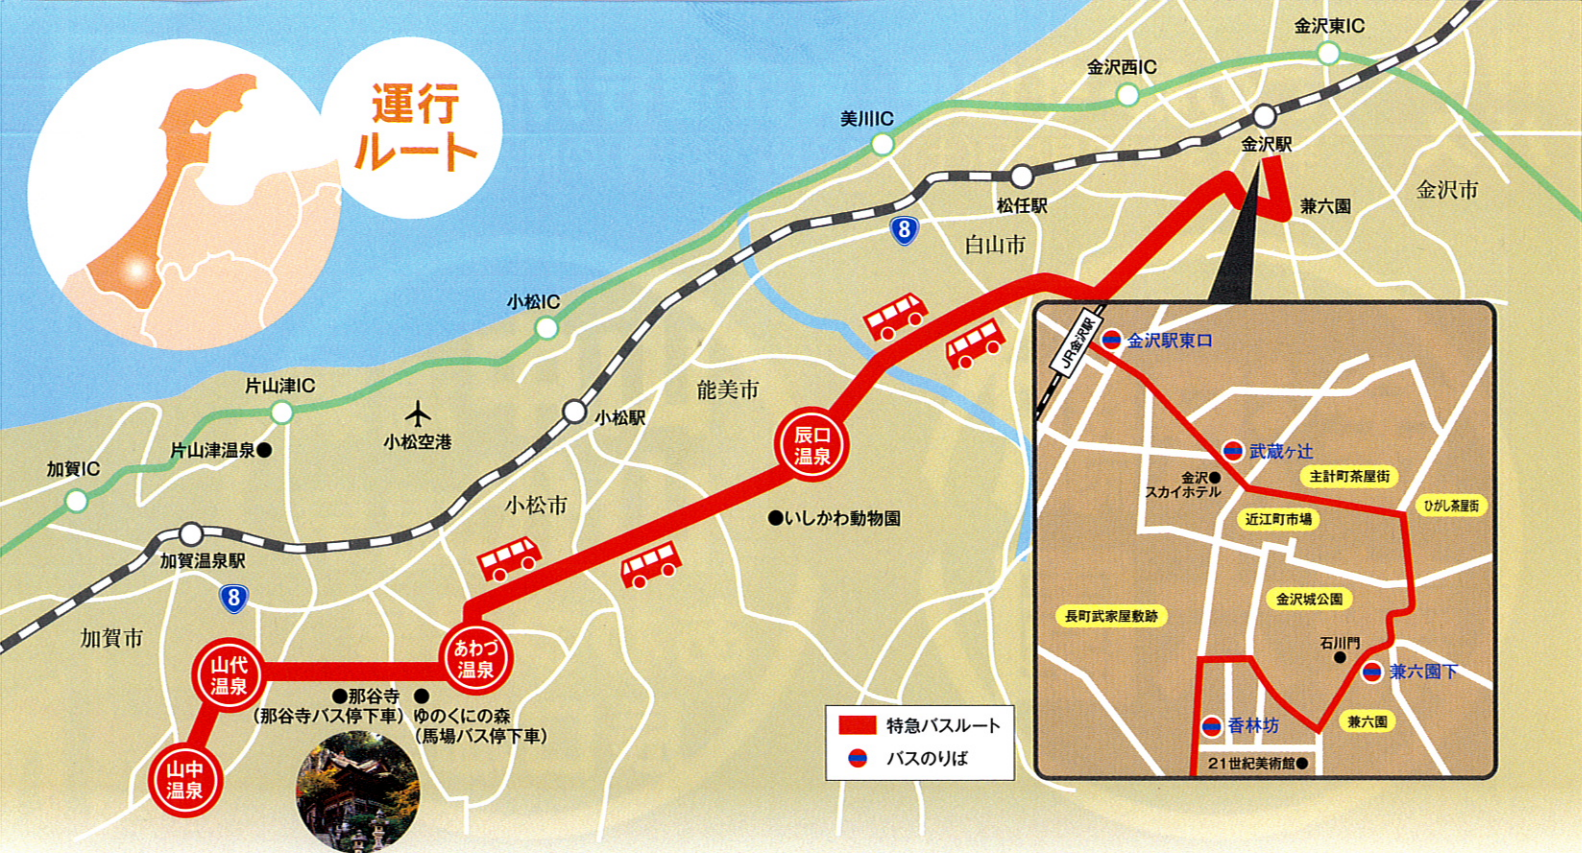 運行
ルート
金沢東IC
金沢西IC
美川IC
金沢駅
松任駅
兼六園
金沢市
8
白山市
小松IC
片山津IC
小松空港
小松駅
能美市
片山津温泉
加賀IC
辰口
温泉
小松市
いしかわ動物園
加賀温泉駅
8
加賀市
山代
温泉
あわづ
温泉
那谷寺
(那谷寺バス停下車)
ゆのくにの森
(馬場バス停下車)
山中
温泉
特急バスルート
バスのりば
JR金沢駅
金沢駅東口
武蔵ヶ辻
金沢
スカイホテル
主計町茶屋街
ひがし茶屋街
近江町市場
金沢城公園
長町武家屋敷跡
石川門
兼六園下
香林坊
兼六園
21世紀美術館